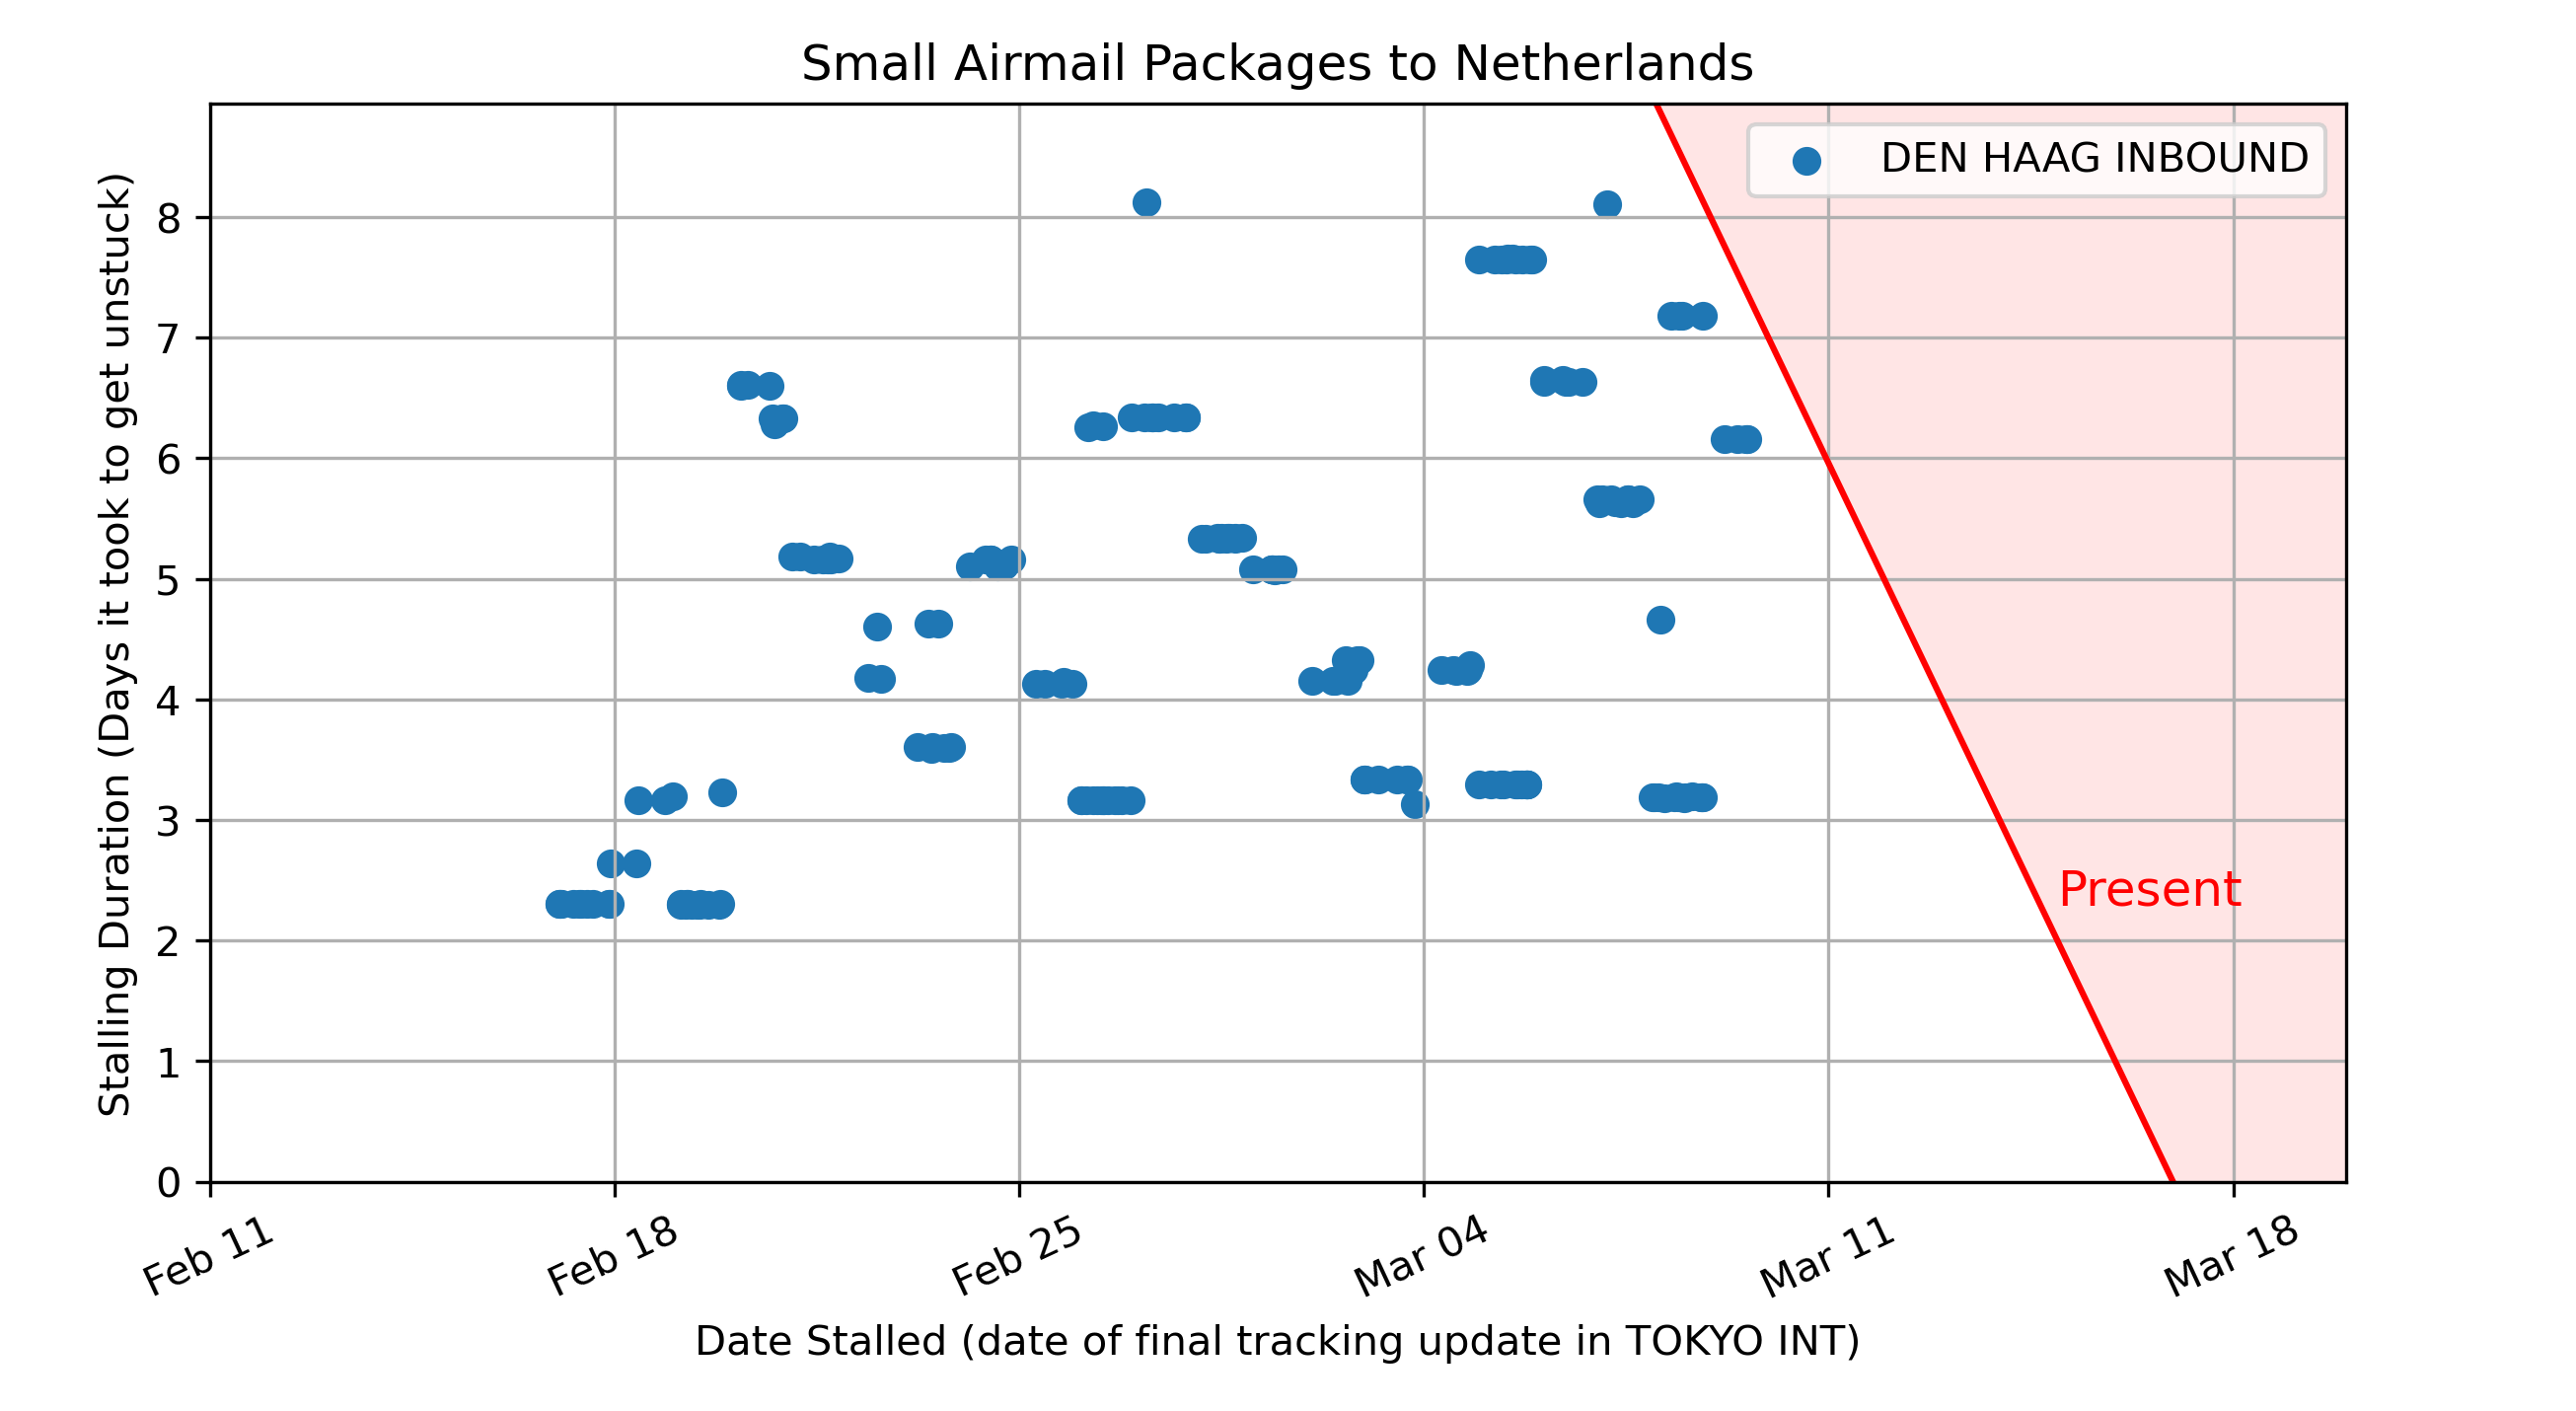 Small Airmail Packages to Netherlands
DEN HAAG INBOUND
Stalling Duration (Days it took to get unstuck)
8
7
6
5
4
3
2
1
0
Present
Feb 11
Feb 18
Feb 25
Mar 04
Mar 11
Mar 18
Date Stalled (date of final tracking update in TOKYO INT)